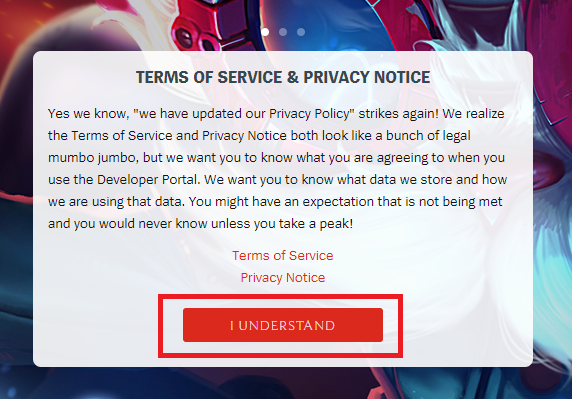 TERMS OF SERVICE & PRIVACY NOTICE
Yes we know, "we have updated our Privacy Policy" strikes again! We realize
the Terms of Service and Privacy Notice both look like a bunch of legal
mumbo jumbo, but we want you to know what you are agreeing to when you
use the Developer Portal. We want you to know what data we store and how
we are using that data. You might have an expectation that is not being met
and you would never know unless you take a peak!
Terms of Service
Privacy Notice
I UNDERSTAND